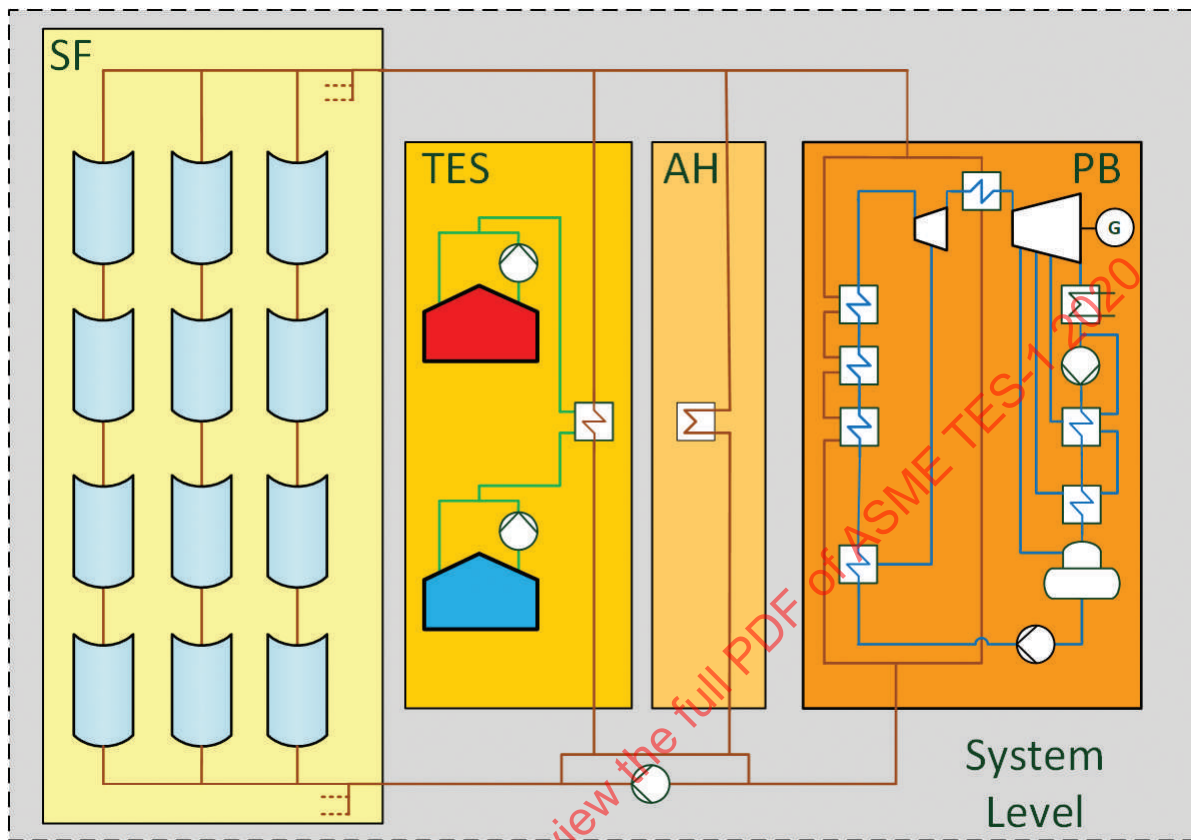 SF
TES
AH
PB
G
System
Level
view the full PDF of ASME TES-1 2020